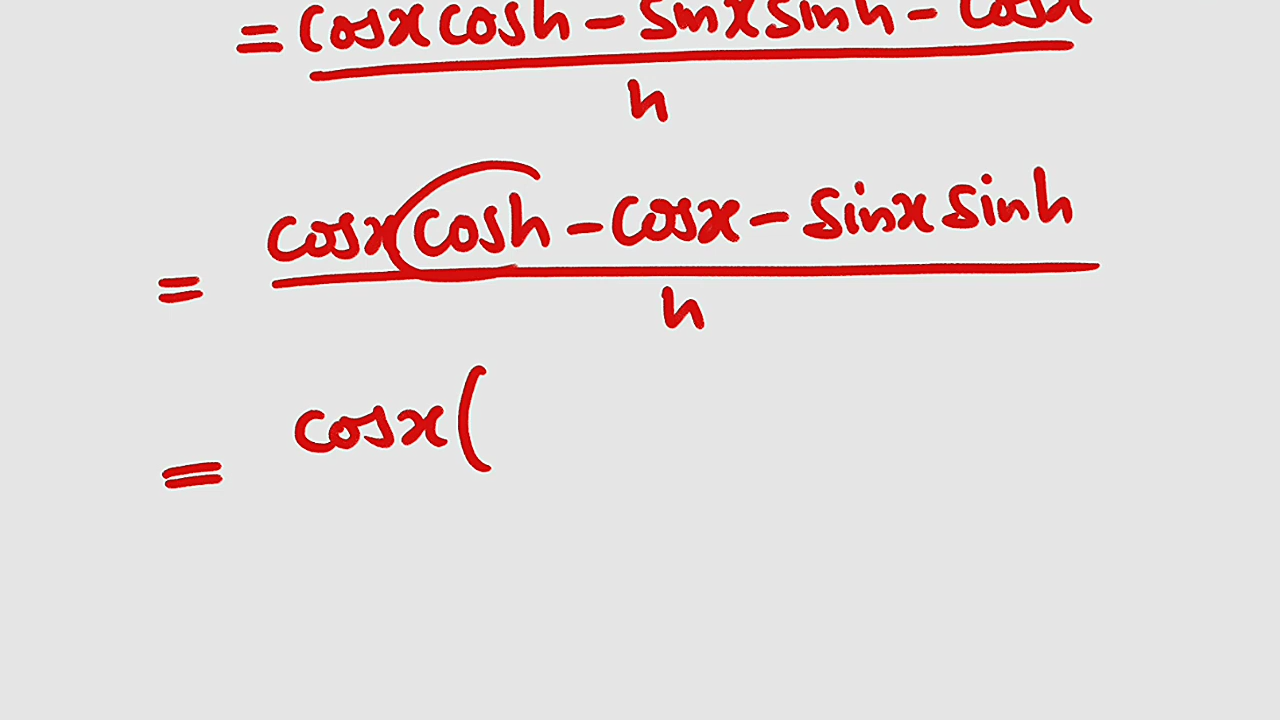 = cosx cosh - sinx sinh - cosx
h
= cosx cosh - cosx - sinx sinh
h
= cosx (